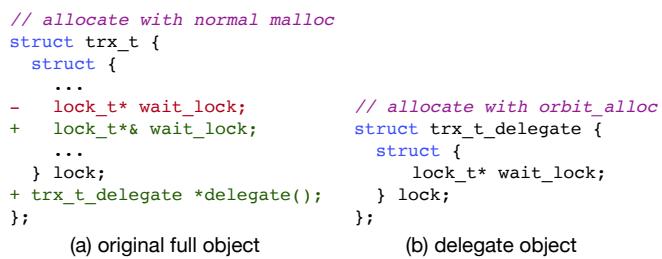 // allocate with normal malloc
struct trx_t {
  struct {
    ...
-   lock_t* wait_lock;
+   lock_t*& wait_lock;
    ...
  } lock;
+ trx_t_delegate *delegate();
};
(a) original full object
// allocate with orbit_alloc
struct trx_t_delegate {
  struct {
    lock_t* wait_lock;
  } lock;
};
(b) delegate object